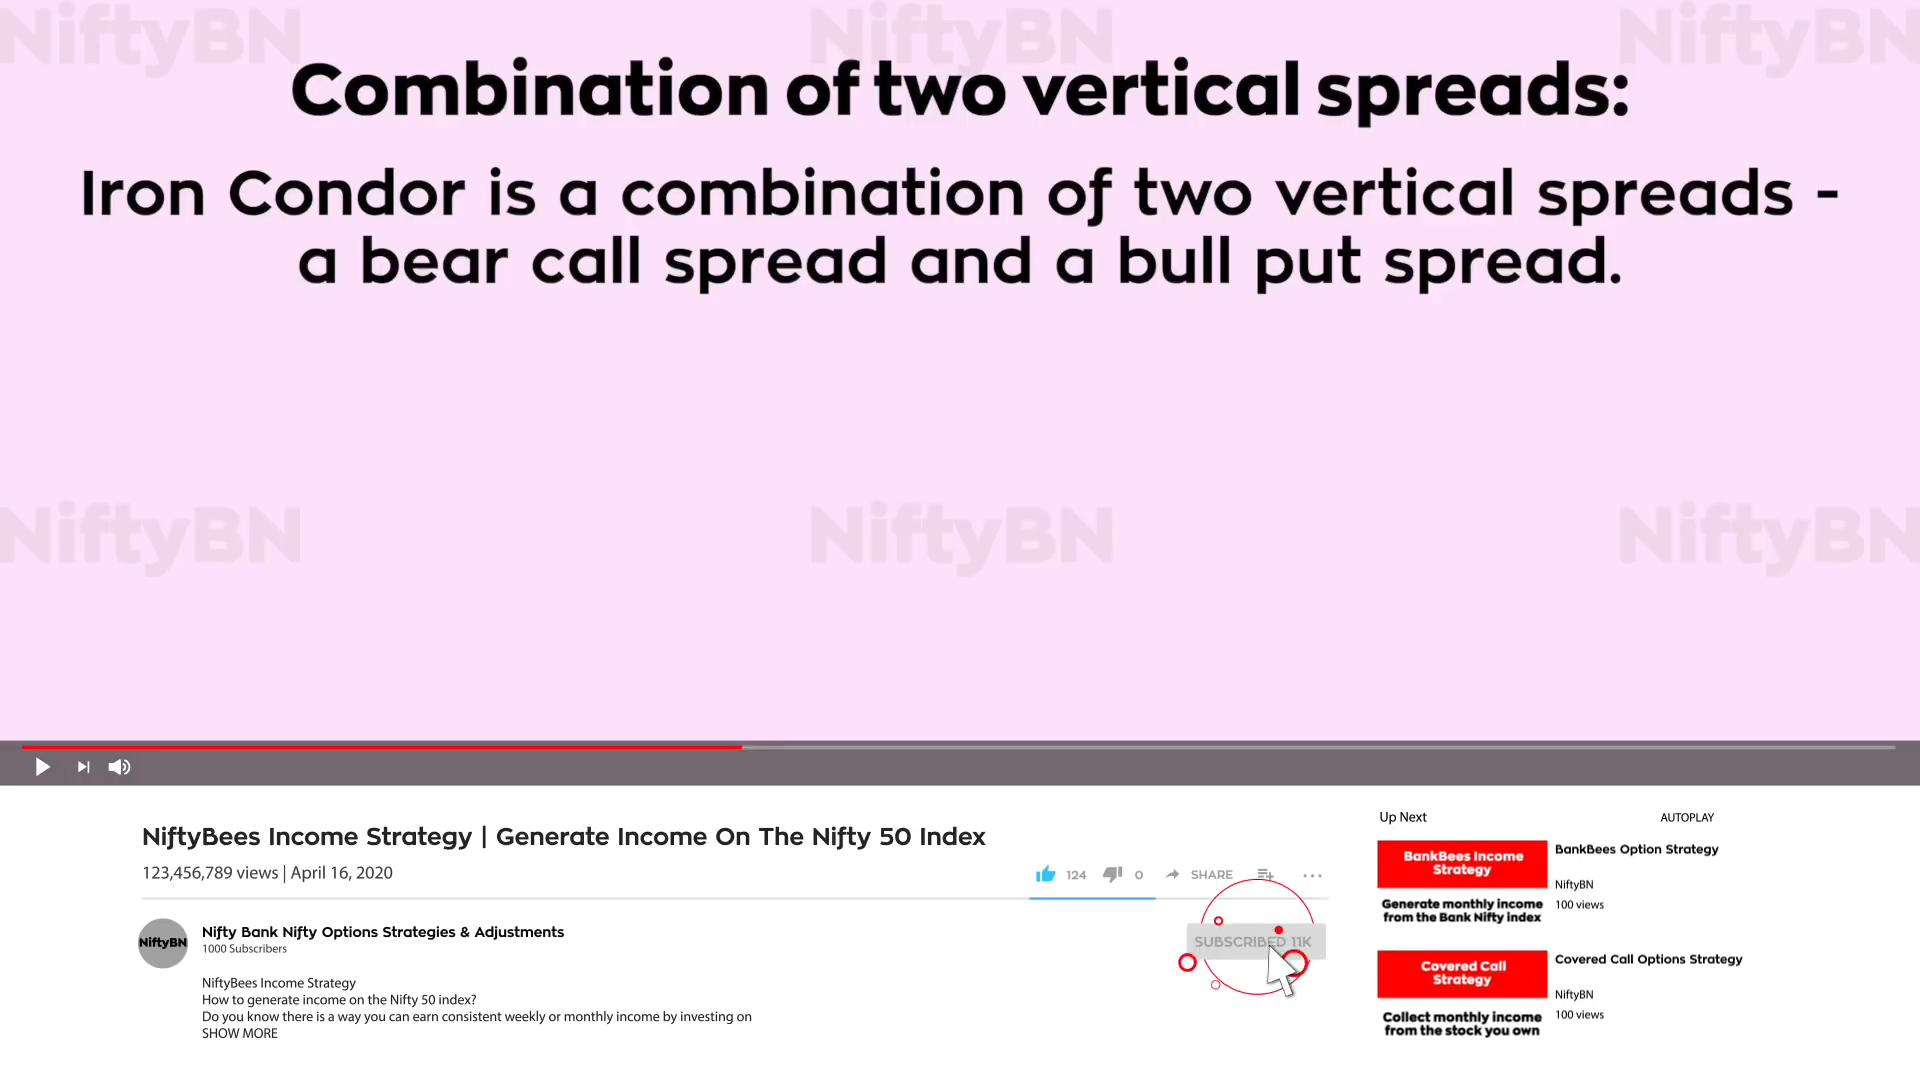 NiftyBN NiftyBN NiftyBN
Combination of two vertical spreads:
Iron Condor is a combination of two vertical spreads -
a bear call spread and a bull put spread.
NiftyBN NiftyBN NiftyBN
NiftyBees Income Strategy | Generate Income On The Nifty 50 Index
123,456,789 views | April 16, 2020
124 0 SHARE
NiftyBN
Nifty Bank Nifty Options Strategies & Adjustments
1000 Subscribers
SUBSCRIBED 11K
NiftyBees Income Strategy
How to generate income on the Nifty 50 index?
Do you know there is a way you can earn consistent weekly or monthly income by investing on
SHOW MORE
Up Next AUTOPLAY
BankBees Income
Strategy
Generate monthly income
from the Bank Nifty index
BankBees Option Strategy
NiftyBN
100 views
Covered Call
Strategy
Collect monthly income
from the stock you own
Covered Call Options Strategy
NiftyBN
100 views